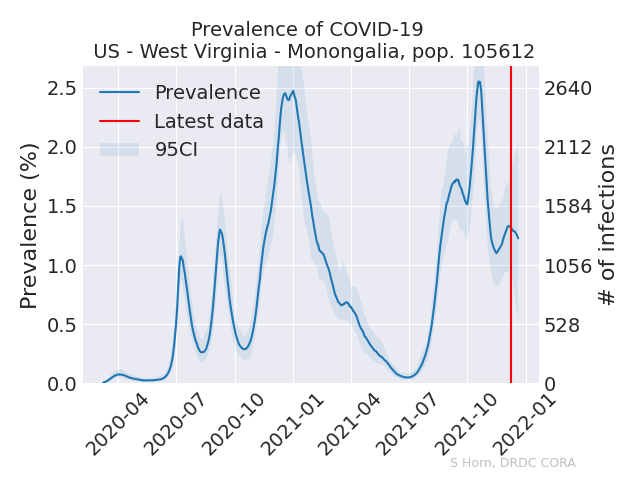 Prevalence of COVID-19
US - West Virginia - Monongalia, pop. 105612
Prevalence
Latest data
95CI
Prevalence (%)
2.5
2.0
1.5
1.0
0.5
0.0
2640
2112
1584
1056
528
0
# of infections
2020-04
2020-07
2020-10
2021-01
2021-04
2021-07
2021-10
2022-01
S Horn, DRDC CORA